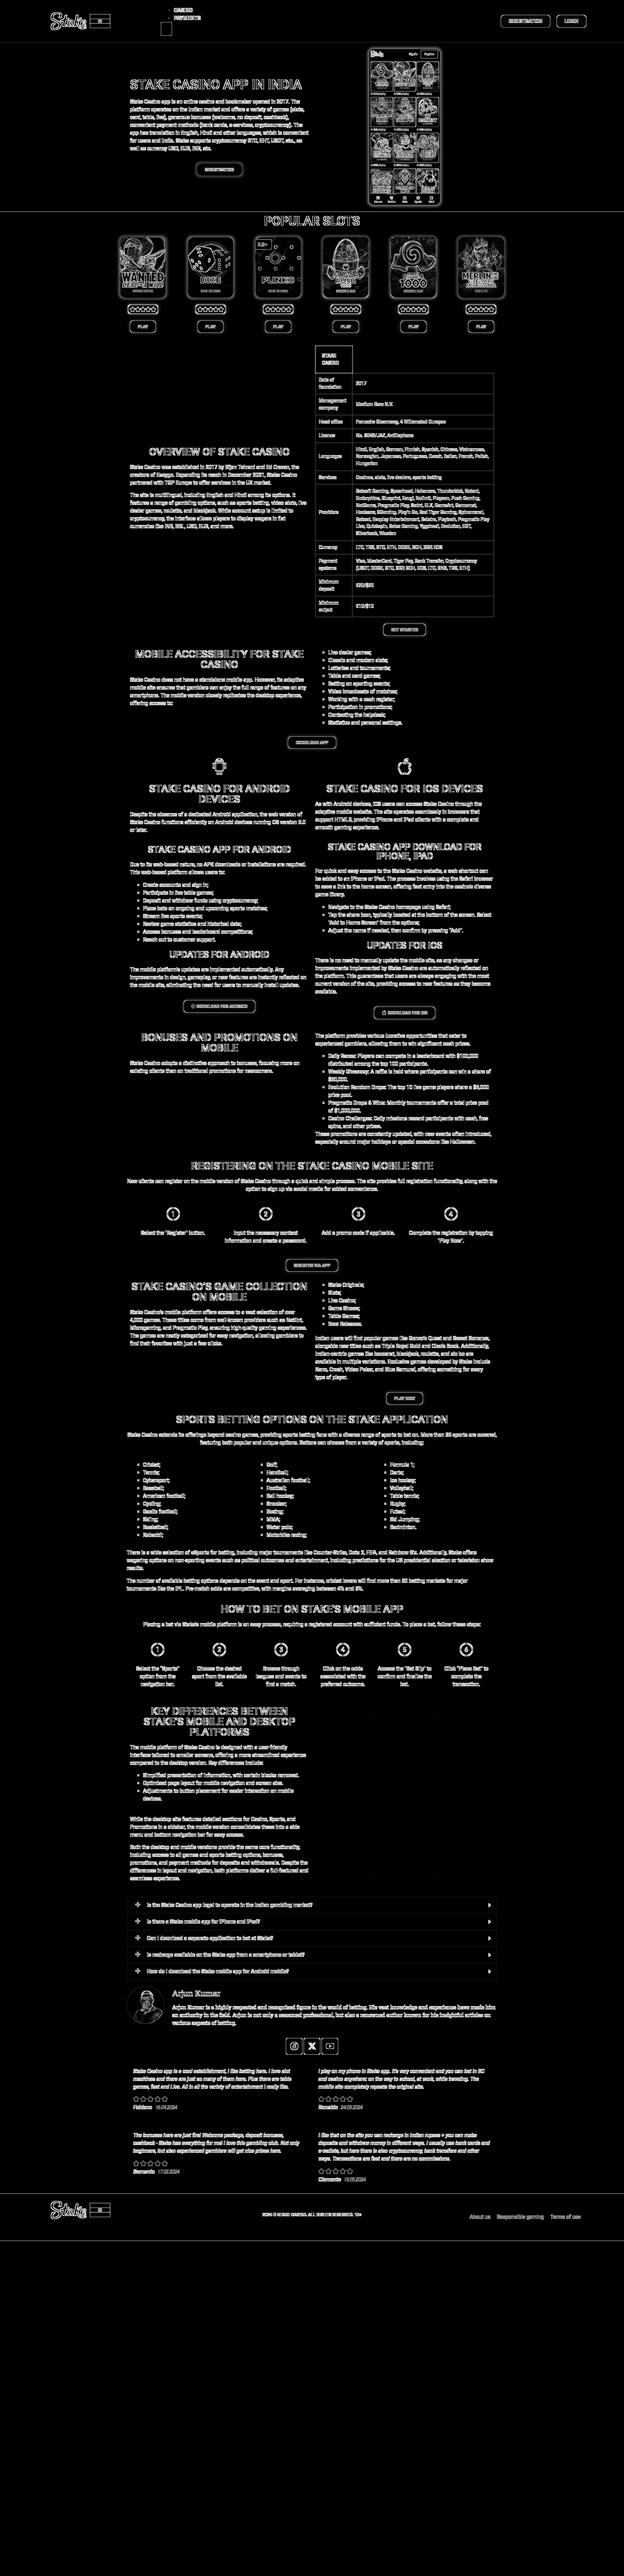 Stake
CASINO
PAYMENTS
REGISTRATION
LOGIN
STAKE CASINO APP IN INDIA
Stake Casino app is an online casino and bookmaker opened in 2017. The
platform operates on the Indian market and offers a variety of games (slots,
card, table, live), generous bonuses (welcome, no deposit, cashback),
convenient payment methods (bank cards, e-services, cryptocurrency). The
app has translation in English, Hindi and other languages, which is convenient
for users and India. Stake supports cryptocurrency BTC, EHT, USDT, etc., as
well as currency USD, EUR, INR, etc.
REGISTRATION
POPULAR SLOTS
WANTED
DICE
PLINKO
1000
MERLIN
PLAY
PLAY
PLAY
PLAY
PLAY
PLAY
OVERVIEW OF STAKE CASINO
Stake Casino was established in 2017 by Bijan Tehrani and Ed Craven, the
creators of Easygo. Expanding its reach in December 2021, Stake Casino
partnered with TGP Europe to offer services in the UK market.
The site is multilingual, including English and Hindi among its options. It
features a range of gambling options, such as sports betting, video slots, live
dealer games, roulette, and blackjack. While account setup is limited to
cryptocurrency, the interface allows players to display wagers in fiat
currencies like INR, BRL, USD, EUR, and more.
STAKE
CASINO
Date of
foundation
2017
Management
company
Medium Rare N.V.
Head office
Licence
No. 8048/JAZ, Antillephone
Languages
Hindi, English, German, Finnish, Spanish, Chinese, Vietnamese,
Norwegian, Japanese, Portuguese, Czech, Italian, French, Polish,
Hungarian
Services
Casinos, slots, live dealers, sports betting
Providers
Currency
LTC, TRX, BTC, ETH, DOGE, BCH, XRP, EOS
Payment
systems
Visa, MasterCard, Tiger Pay, Bank Transfer, Cryptocurrency
(USDT, DOGE, BTC, XRP, BCH, EOS, LTC, BNB, TRX, ETH)
Minimum
deposit
Minimum
output
€10/$10
GET STARTED
MOBILE ACCESSIBILITY FOR STAKE
CASINO
Stake Casino does not have a standalone mobile app. However, its adaptive
mobile site ensures that gamblers can enjoy the full range of features on any
smartphone. The mobile version closely replicates the desktop experience,
offering access to:
Live dealer games;
Classic and modern slots;
Lotteries and tournaments;
Table and card games;
Betting on sporting events;
Video broadcasts of matches;
Working with a cash register;
Participation in promotions;
Contacting the helpdesk;
Statistics and personal settings.
DOWNLOAD APP
STAKE CASINO FOR ANDROID
DEVICES
Despite the absence of a dedicated Android application, the web version of
Stake Casino functions efficiently on Android devices running OS version 5.0
or later.
STAKE CASINO APP FOR ANDROID
Due to its web-based nature, no APK downloads or installations are required.
This web-based platform allows users to:
Create accounts and sign in;
Participate in live table games;
Deposit and withdraw funds using cryptocurrency;
Place bets on ongoing and upcoming sports matches;
Stream live sports events;
Review game statistics and historical data;
Access bonuses and leaderboard competitions;
Reach out to customer support.
UPDATES FOR ANDROID
The mobile platform's updates are implemented automatically. Any
improvements in design, gameplay, or new features are instantly reflected on
the mobile site, eliminating the need for users to manually install updates.
DOWNLOAD FOR ANDROID
STAKE CASINO FOR IOS DEVICES
As with Android devices, iOS users can access Stake Casino through the
adaptive mobile website. The site operates seamlessly in browsers that
support HTML5, providing iPhone and iPad clients with a complete and
smooth gaming experience.
STAKE CASINO APP DOWNLOAD FOR
IPHONE, IPAD
For quick and easy access to the Stake Casino website, a web shortcut can
be added to an iPhone or iPad. The process involves using the Safari browser
to save a link to the home screen, offering fast entry into the casino's diverse
game library.
Navigate to the Stake Casino homepage using Safari;
Tap the share icon, typically located at the bottom of the screen. Select
"Add to Home Screen" from the options;
Adjust the name if needed, then confirm by pressing "Add".
UPDATES FOR IOS
There is no need to manually update the mobile site, as any changes or
improvements implemented by Stake Casino are automatically reflected on
the platform. This guarantees that users are always engaging with the most
current version of the site, providing access to new features as they become
available.
DOWNLOAD FOR IOS
BONUSES AND PROMOTIONS ON
MOBILE
Stake Casino adopts a distinctive approach to bonuses, focusing more on
existing clients than on traditional promotions for newcomers.
The platform provides various lucrative opportunities that cater to
experienced gamblers, allowing them to win significant cash prizes.
Daily Races: Players can compete in a leaderboard with $100,000
distributed among the top 100 participants.
Weekly Giveaway: A raffle is held where participants can win a share of
$50,000.
Evolution Random Drops: The top 10 live game players share a $5,000
prize pool.
Pragmatic Drops & Wins: Monthly tournaments offer a total prize pool
of $1,000,000.
Casino Challenges: Daily missions reward participants with cash, free
spins, and other prizes.
These promotions are constantly updated, with new events often introduced,
especially around major holidays or special occasions like Halloween.
REGISTERING ON THE STAKE CASINO MOBILE SITE
New clients can register on the mobile version of Stake Casino through a quick and simple process. The site provides full registration functionality, along with the
option to sign up via social media for added convenience.
1
2
3
4
Select the "Register" button.
Input the necessary contact
information and create a password.
Add a promo code if applicable.
Complete the registration by tapping
"Play Now".
REGISTER VIA APP
STAKE CASINO'S GAME COLLECTION
ON MOBILE
Stake Casino's mobile platform offers access to a vast selection of over
4,000 games. These titles come from well-known providers such as NetEnt,
Microgaming, and Pragmatic Play, ensuring high-quality gaming experiences.
The games are neatly categorized for easy navigation, allowing gamblers to
find their favorites with just a few clicks.
Stake Originals;
Slots;
Live Casino;
Game Shows;
Table Games;
New Releases.
Indian users will find popular games like Gonzo's Quest and Sweet Bonanza,
alongside new titles such as Triple Royal Gold and Cleo's Book. Additionally,
Indian-centric games like baccarat, blackjack, roulette, and sic bo are
available in multiple variations. Exclusive games developed by Stake include
Keno, Crash, Video Poker, and Blue Samurai, offering something for every
type of player.
PLAY NOW
SPORTS BETTING OPTIONS ON THE STAKE APPLICATION
Stake Casino extends its offerings beyond casino games, providing sports betting fans with a diverse range of sports to bet on. More than 35 sports are covered,
featuring both popular and unique options. Bettors can choose from a variety of sports, including:
Cricket;
Tennis;
Cybersport;
Baseball;
American football;
Cycling;
Gaelic football;
Skiing;
Basketball;
Kabaddi;
Golf;
Handball;
Australian football;
Football;
Ball hockey;
Snooker;
Boxing;
MMA;
Water polo;
Motorbike racing;
Formula 1;
Darts;
Ice hockey;
Volleyball;
Table tennis;
Rugby;
Futsal;
Ski Jumping;
Badminton.
There is a wide selection of eSports for betting, including major tournaments like Counter-Strike, Dota 2, FIFA, and Rainbow Six. Additionally, Stake offers
wagering options on non-sporting events such as political outcomes and entertainment, including predictions for the US presidential election or television show
results.
The number of available betting options depends on the event and sport. For instance, cricket lovers will find more than 50 betting markets for major
tournaments like the IPL. Pre-match odds are competitive, with margins averaging between 4% and 6%.
HOW TO BET ON STAKE'S MOBILE APP
Placing a bet via Stake's mobile platform is an easy process, requiring a registered account with sufficient funds. To place a bet, follow these steps:
1
2
3
4
5
6
Select the "Sports"
option from the
navigation bar.
Choose the desired
sport from the available
list.
Browse through
leagues and events to
find a match.
Click on the odds
associated with the
preferred outcome.
Access the "Bet Slip" to
confirm and finalize the
bet.
Click "Place Bet" to
complete the
transaction.
KEY DIFFERENCES BETWEEN
STAKE'S MOBILE AND DESKTOP
PLATFORMS
The mobile platform of Stake Casino is designed with a user-friendly
interface tailored to smaller screens, offering a more streamlined experience
compared to the desktop version. Key differences include:
Simplified presentation of information, with certain blocks removed.
Optimized page layout for mobile navigation and screen size.
Adjustments to button placement for easier interaction on mobile
devices.
While the desktop site features detailed sections for Casino, Sports, and
Promotions in a sidebar, the mobile version consolidates these into a side
menu and bottom navigation bar for easy access.
Both the desktop and mobile versions provide the same core functionality,
including access to all games and sports betting options, bonuses,
promotions, and payment methods for deposits and withdrawals. Despite the
differences in layout and navigation, both platforms deliver a full-featured and
seamless experience.
Is the Stake Casino app legal to operate in the Indian gambling market?
Is there a Stake mobile app for iPhone and iPad?
Can I download a separate application to bet at Stake?
Is recharge available on the Stake app from a smartphone or tablet?
How do I download the Stake mobile app for Android mobile?
Arjun Kumar
Arjun Kumar is a highly respected and recognised figure in the world of betting. His vast knowledge and experience have made him
an authority in the field. Arjun is not only a seasoned professional, but also a renowned author known for his insightful articles on
various aspects of betting.
Stake Casino app is a cool establishment, I like betting here. I love slot
machines and there are just so many of them here. Plus there are table
games, fast and Live. All in all the variety of entertainment I really like.
Fabiano 16.04.2024
I play on my phone in Stake app. It's very convenient and you can bet in BC
and casino anywhere: on the way to school, at work, while traveling. The
mobile site completely repeats the original site.
Ronaldo 24.03.2024
The bonuses here are just fire! Welcome package, deposit bonuses,
cashback - Stake has everything for me! I love this gambling club. Not only
beginners, but also experienced gamblers will get nice prizes here.
Bernardo 17.02.2024
I like that on the site you can recharge in Indian rupees + you can make
deposits and withdraw money in different ways. I usually use bank cards and
e-wallets, but here there is also cryptocurrency, bank transfers and other
ways. Transactions are fast and there are no commissions.
Clemente 15.05.2024
Stake
2024 © STAKE CASINO. ALL RIGHTS RESERVED. 18+
About us
Responsible gaming
Terms of use